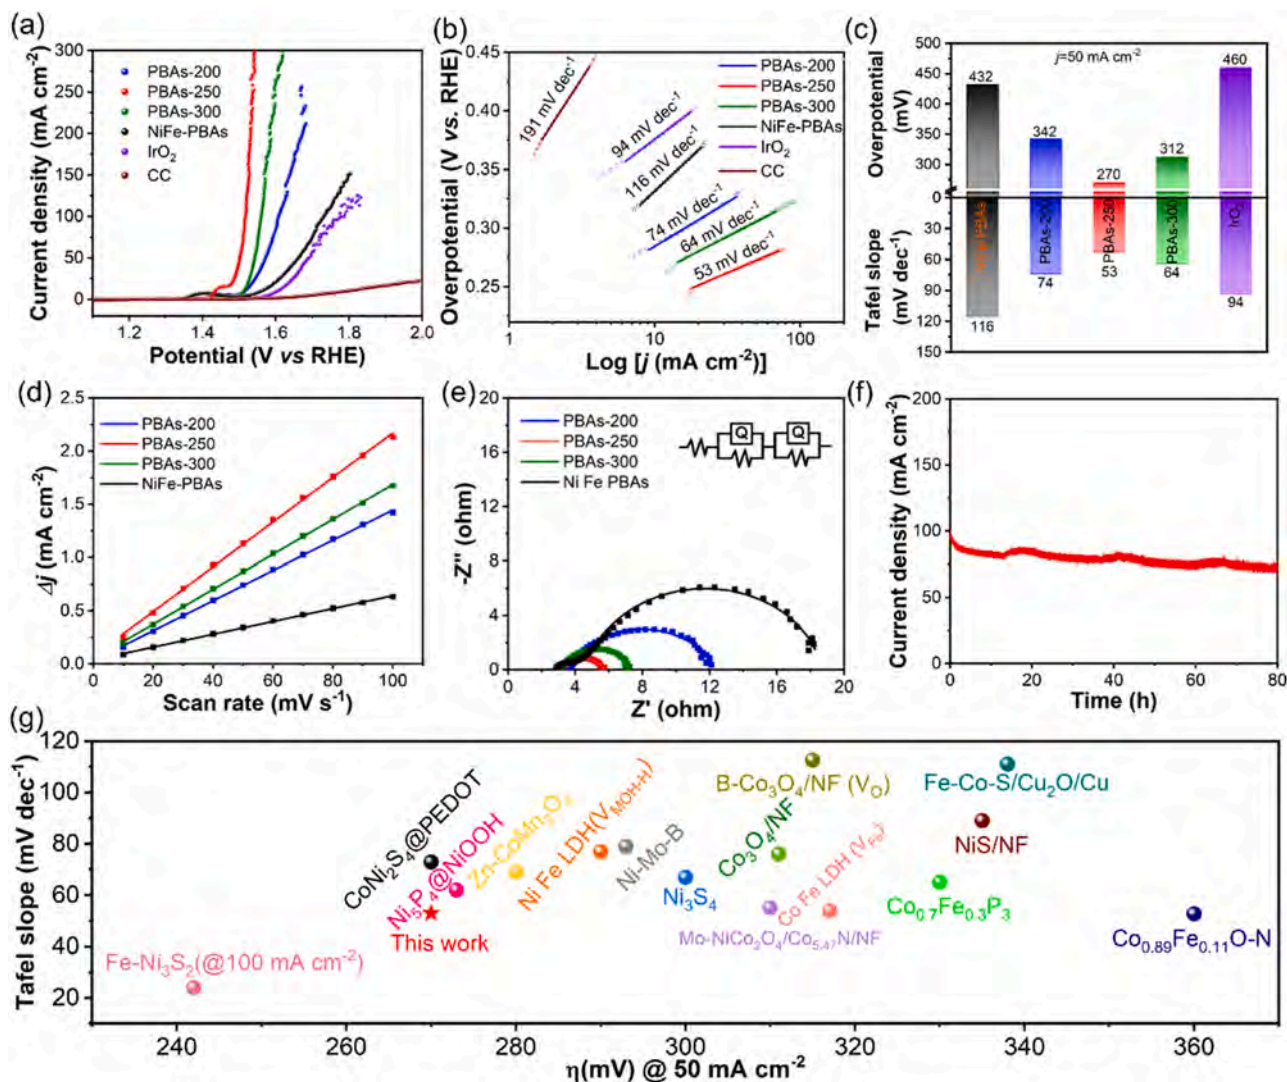 (a)
Current density (mA cm⁻²)
300
250
200
150
100
50
0
PBAs-200
PBAs-250
PBAs-300
NiFe-PBAs
IrO₂
CC
1.2
1.4
1.6
1.8
2.0
Potential (V vs RHE)
(b)
Overpotential (V vs. RHE)
0.45
0.40
0.35
0.30
0.25
191 mV dec⁻¹
94 mV dec⁻¹
116 mV dec⁻¹
74 mV dec⁻¹
64 mV dec⁻¹
53 mV dec⁻¹
PBAs-200
PBAs-250
PBAs-300
NiFe-PBAs
IrO₂
CC
1
10
100
Log [j (mA cm⁻²)]
(c)
Overpotential
(mV)
Tafel slope
(mV dec⁻¹)
500
450
400
350
300
0
30
60
90
120
150
j=50 mA cm⁻²
432
342
270
312
460
PBAs
PBAs-200
PBAs-250
PBAs-300
IrO₂
116
74
53
64
94
(d)
Δj (mA cm⁻²)
2.5
2.0
1.5
1.0
0.5
0.0
PBAs-200
PBAs-250
PBAs-300
NiFe-PBAs
0
20
40
60
80
100
Scan rate (mV s⁻¹)
(e)
-Z'' (ohm)
20
16
12
8
4
0
PBAs-200
PBAs-250
PBAs-300
Ni Fe PBAs
Q
Q
0
4
8
12
16
20
Z' (ohm)
(f)
Current density (mA cm⁻²)
200
150
100
50
0
0
20
40
60
80
Time (h)
(g)
Tafel slope (mV dec⁻¹)
120
100
80
60
40
20
Fe-Ni₃S₂(@100 mA cm⁻²)
CoNi₂S₄@PEDOT
Ni₅P₄@NiOOH
This work
Zn-CoMn₂O₄
Ni Fe LDH(V_MOH-H)
Ni-Mo-B
Ni₃S₄
B-Co₃O₄/NF (V_O)
Co₃O₄/NF
Co Fe LDH (V_Fe)
Mo-NiCo₂O₄/Co₅.₄₇N/NF
Fe-Co-S/Cu₂O/Cu
NiS/NF
Co₀.₇Fe₀.₃P₃
Co₀.₈₉Fe₀.₁₁O-N
240
260
280
300
320
340
360
η(mV) @ 50 mA cm⁻²